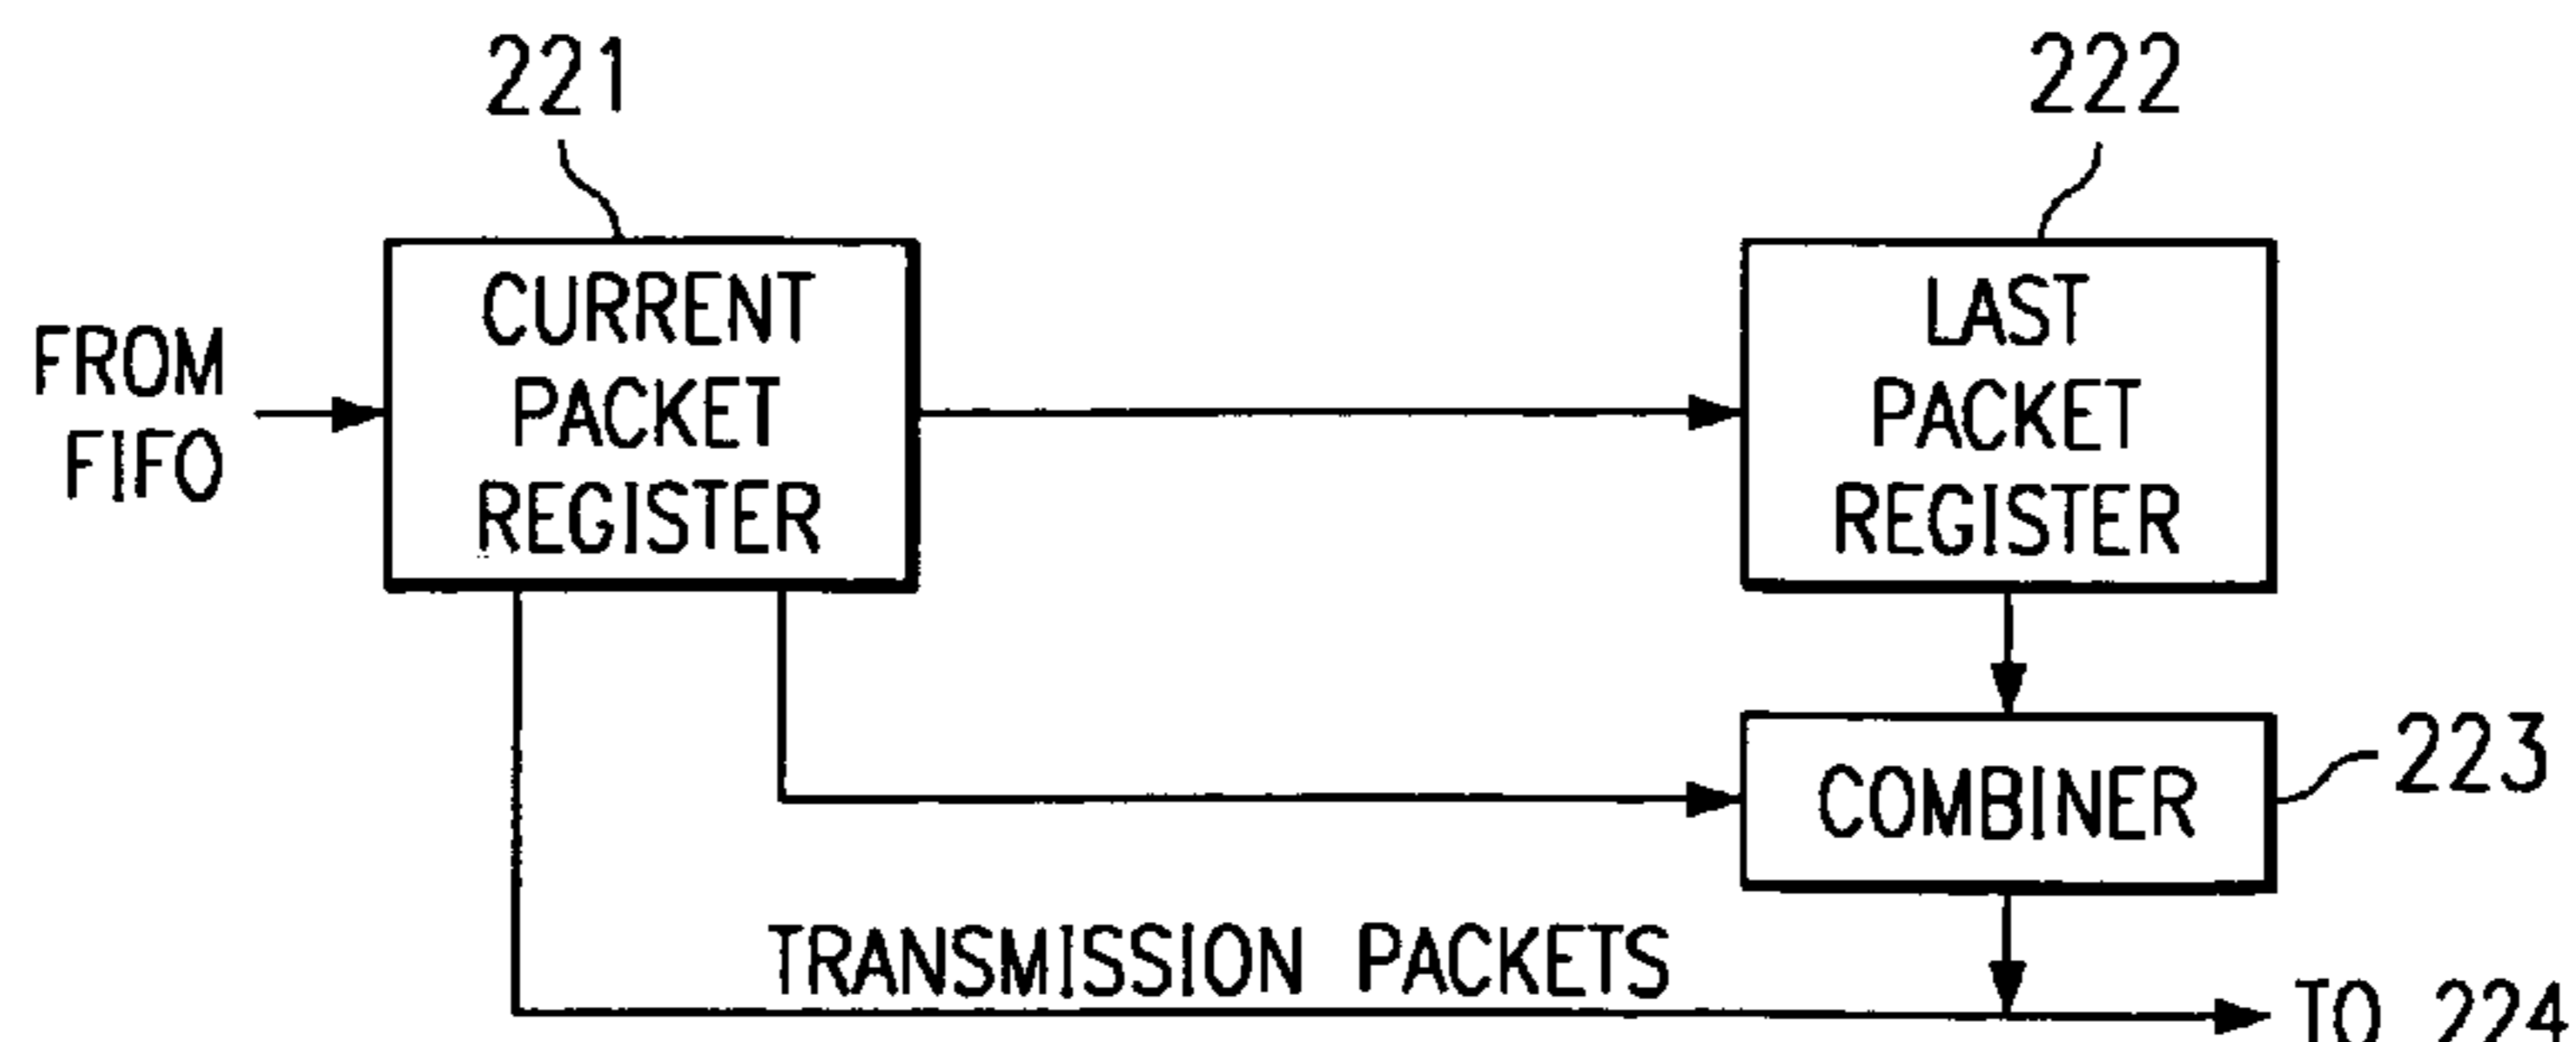 221
222
FROM
FIFO
CURRENT
PACKET
REGISTER
LAST
PACKET
REGISTER
COMBINER
223
TRANSMISSION PACKETS
TO 224